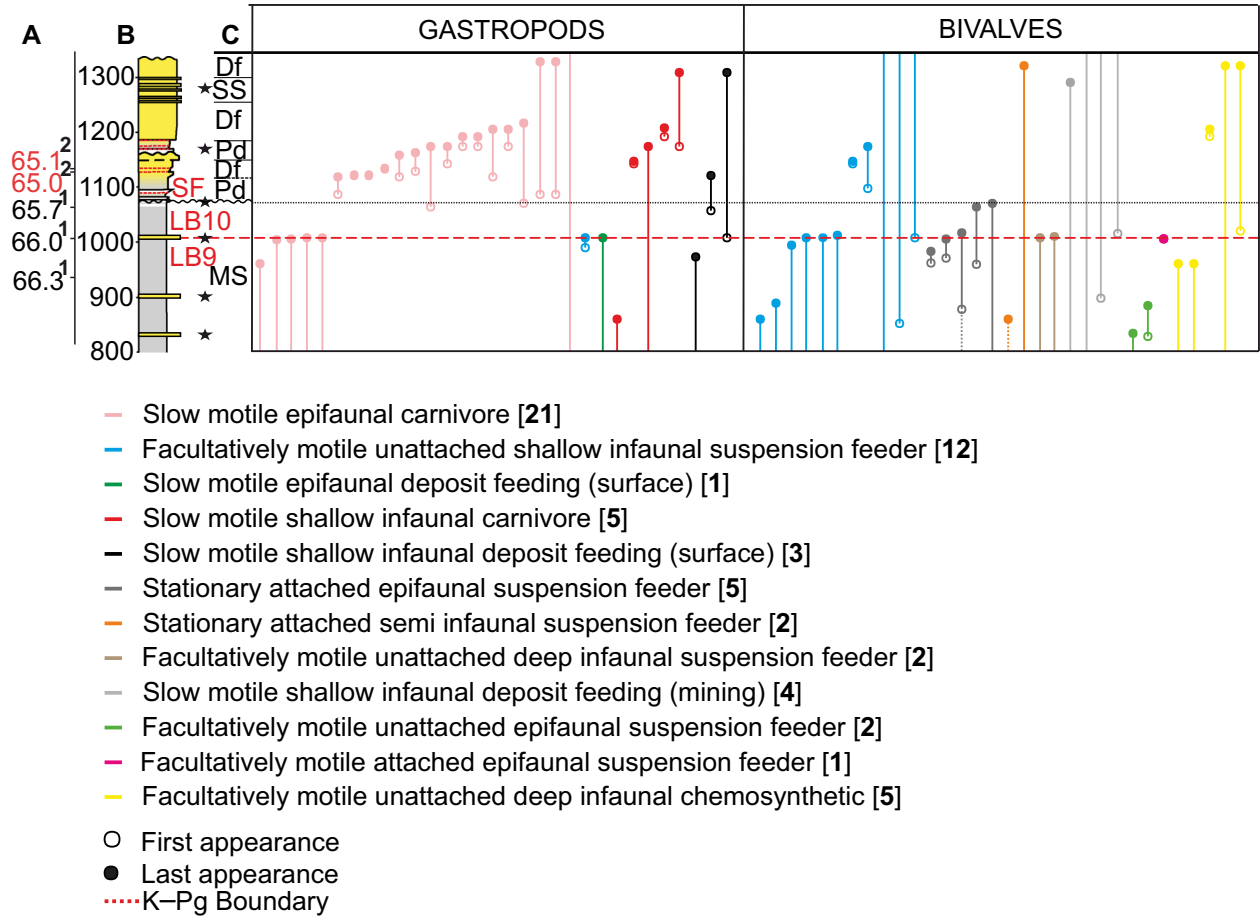 A B C GASTROPODS BIVALVES
1300 Df
SS
1200 Df
2 Pd
65.1 Df
2
65.0 1100 SF Pd
1
65.7 LB10
1
66.0 1000
LB9
1 MS
66.3
900
800
Slow motile epifaunal carnivore [21]
Facultatively motile unattached shallow infaunal suspension feeder [12]
Slow motile epifaunal deposit feeding (surface) [1]
Slow motile shallow infaunal carnivore [5]
Slow motile shallow infaunal deposit feeding (surface) [3]
Stationary attached epifaunal suspension feeder [5]
Stationary attached semi infaunal suspension feeder [2]
Facultatively motile unattached deep infaunal suspension feeder [2]
Slow motile shallow infaunal deposit feeding (mining) [4]
Facultatively motile unattached epifaunal suspension feeder [2]
Facultatively motile attached epifaunal suspension feeder [1]
Facultatively motile unattached deep infaunal chemosynthetic [5]
First appearance
Last appearance
K–Pg Boundary